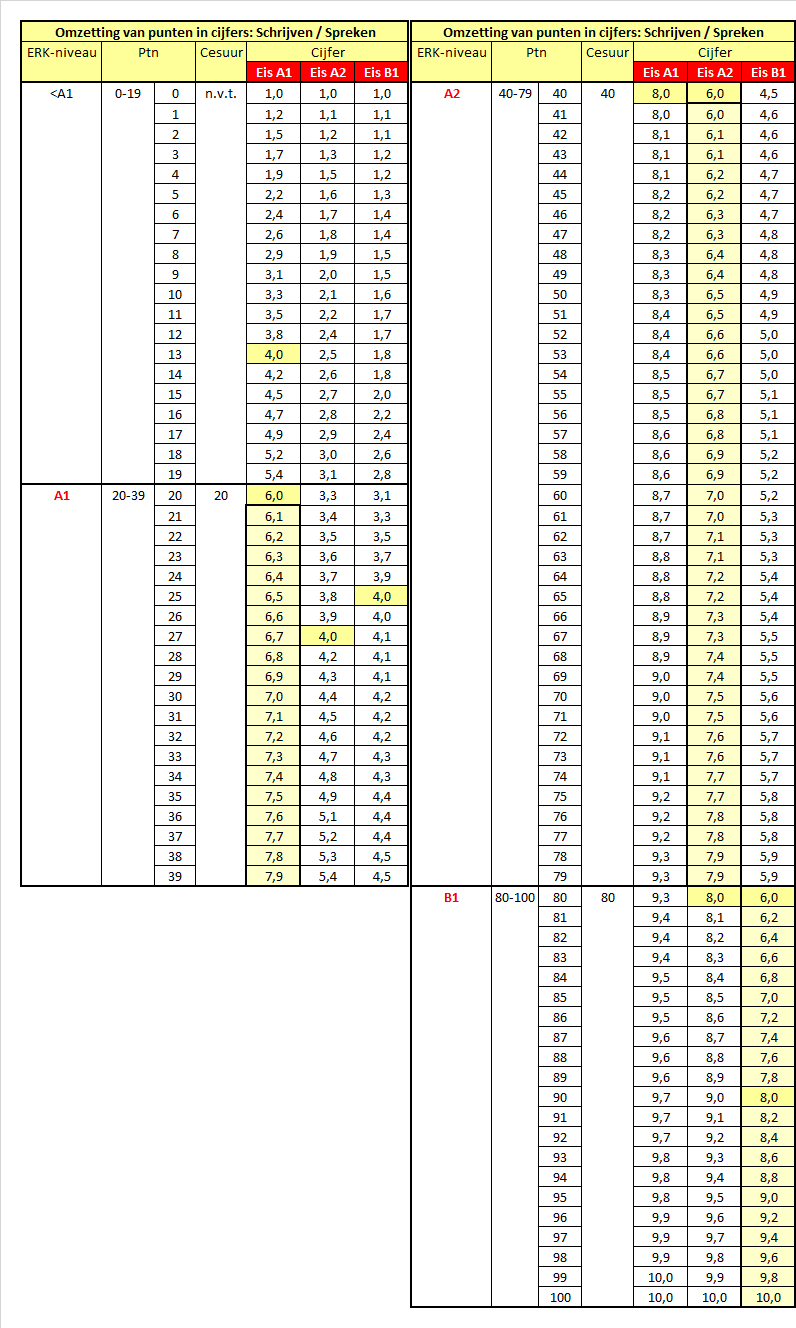 Omzetting van punten in cijfers: Schrijven / Spreken
ERK-niveau Ptn Cesuur Cijfer
Eis A1 Eis A2 Eis B1
<A1 0-19 0 n.v.t. 1,0 1,0 1,0
1 1,2 1,1 1,1
2 1,5 1,2 1,1
3 1,7 1,3 1,2
4 1,9 1,5 1,2
5 2,2 1,6 1,3
6 2,4 1,7 1,4
7 2,6 1,8 1,4
8 2,9 1,9 1,5
9 3,1 2,0 1,5
10 3,3 2,1 1,6
11 3,5 2,2 1,7
12 3,8 2,4 1,7
13 4,0 2,5 1,8
14 4,2 2,6 1,8
15 4,5 2,7 2,0
16 4,7 2,8 2,2
17 4,9 2,9 2,4
18 5,2 3,0 2,6
19 5,4 3,1 2,8
A1 20-39 20 20 6,0 3,3 3,1
21 6,1 3,4 3,3
22 6,2 3,5 3,5
23 6,3 3,6 3,7
24 6,4 3,7 3,9
25 6,5 3,8 4,0
26 6,6 3,9 4,0
27 6,7 4,0 4,1
28 6,8 4,2 4,1
29 6,9 4,3 4,1
30 7,0 4,4 4,2
31 7,1 4,5 4,2
32 7,2 4,6 4,2
33 7,3 4,7 4,3
34 7,4 4,8 4,3
35 7,5 4,9 4,4
36 7,6 5,1 4,4
37 7,7 5,2 4,4
38 7,8 5,3 4,5
39 7,9 5,4 4,5
Omzetting van punten in cijfers: Schrijven / Spreken
ERK-niveau Ptn Cesuur Cijfer
Eis A1 Eis A2 Eis B1
A2 40-79 40 40 8,0 6,0 4,5
41 8,0 6,0 4,6
42 8,1 6,1 4,6
43 8,1 6,1 4,6
44 8,1 6,2 4,7
45 8,2 6,2 4,7
46 8,2 6,3 4,7
47 8,2 6,3 4,8
48 8,3 6,4 4,8
49 8,3 6,4 4,8
50 8,3 6,5 4,9
51 8,4 6,5 4,9
52 8,4 6,6 5,0
53 8,4 6,6 5,0
54 8,5 6,7 5,0
55 8,5 6,7 5,1
56 8,5 6,8 5,1
57 8,6 6,8 5,1
58 8,6 6,9 5,2
59 8,6 6,9 5,2
60 8,7 7,0 5,2
61 8,7 7,0 5,3
62 8,7 7,1 5,3
63 8,8 7,1 5,3
64 8,8 7,2 5,4
65 8,8 7,2 5,4
66 8,9 7,3 5,4
67 8,9 7,3 5,5
68 8,9 7,4 5,5
69 9,0 7,4 5,5
70 9,0 7,5 5,6
71 9,0 7,5 5,6
72 9,1 7,6 5,7
73 9,1 7,6 5,7
74 9,1 7,7 5,7
75 9,2 7,7 5,8
76 9,2 7,8 5,8
77 9,2 7,8 5,8
78 9,3 7,9 5,9
79 9,3 7,9 5,9
B1 80-100 80 80 9,3 8,0 6,0
81 9,4 8,1 6,2
82 9,4 8,2 6,4
83 9,4 8,3 6,6
84 9,5 8,4 6,8
85 9,5 8,5 7,0
86 9,5 8,6 7,2
87 9,6 8,7 7,4
88 9,6 8,8 7,6
89 9,6 8,9 7,8
90 9,7 9,0 8,0
91 9,7 9,1 8,2
92 9,7 9,2 8,4
93 9,8 9,3 8,6
94 9,8 9,4 8,8
95 9,8 9,5 9,0
96 9,9 9,6 9,2
97 9,9 9,7 9,4
98 9,9 9,8 9,6
99 10,0 9,9 9,8
100 10,0 10,0 10,0